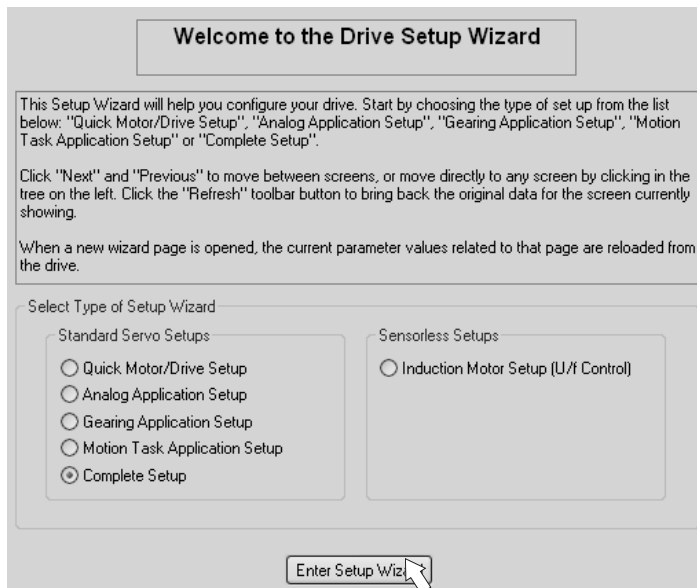 Welcome to the Drive Setup Wizard
This Setup Wizard will help you configure your drive. Start by choosing the type of set up from the list
below: "Quick Motor/Drive Setup", "Analog Application Setup", "Gearing Application Setup", "Motion
Task Application Setup" or "Complete Setup".
Click "Next" and "Previous" to move between screens, or move directly to any screen by clicking in the
tree on the left. Click the "Refresh" toolbar button to bring back the original data for the screen currently
showing.
When a new wizard page is opened, the current parameter values related to that page are reloaded from
the drive.
Select Type of Setup Wizard
Standard Servo Setups
Quick Motor/Drive Setup
Analog Application Setup
Gearing Application Setup
Motion Task Application Setup
Complete Setup
Sensorless Setups
Induction Motor Setup (U/f Control)
Enter Setup Wizard